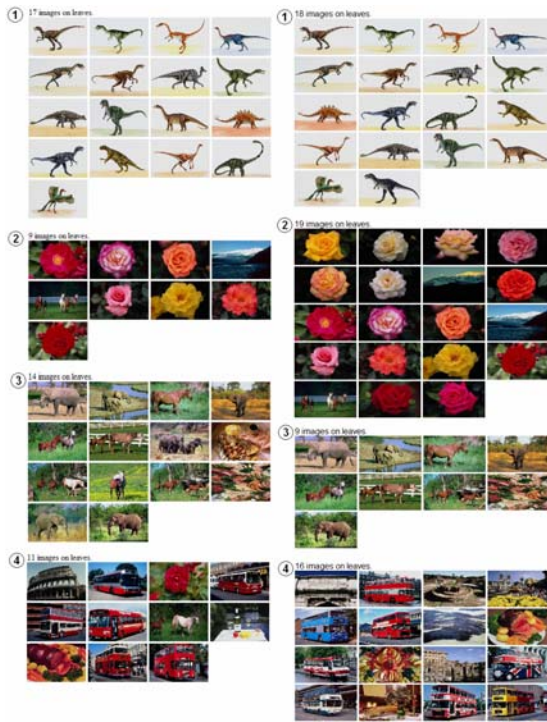 1 17 images on leaves.
2 9 images on leaves.
3 14 images on leaves.
4 11 images on leaves.
1 18 images on leaves.
2 19 images on leaves.
3 9 images on leaves.
4 16 images on leaves.